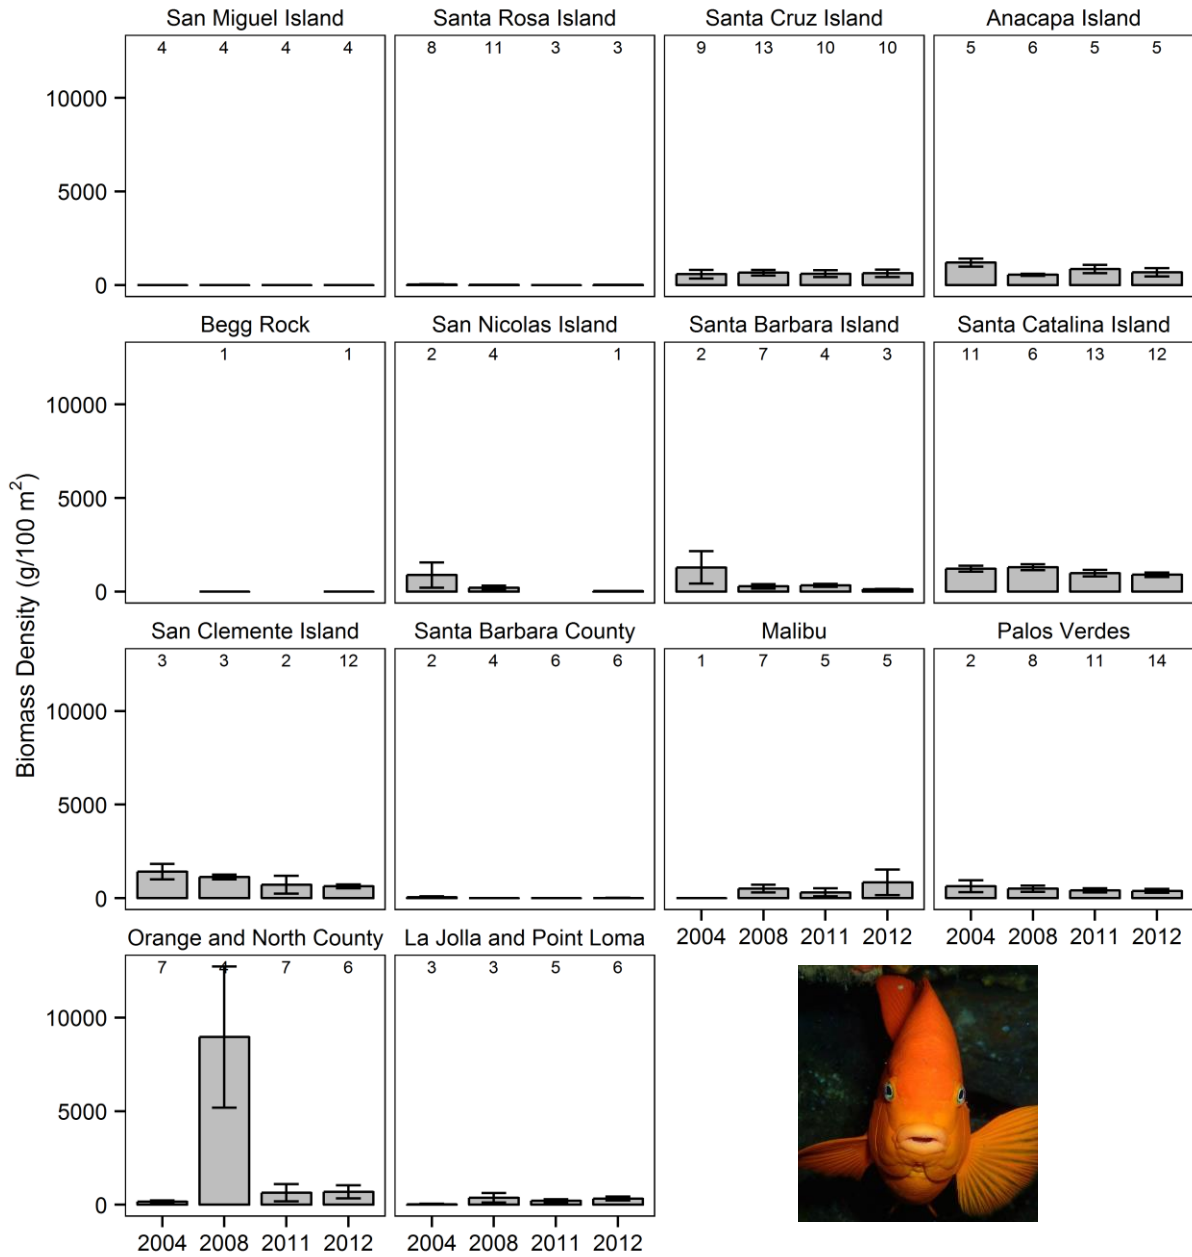 San Miguel Island Santa Rosa Island Santa Cruz Island Anacapa Island
4 4 4 4 8 11 3 3 9 13 10 10 5 6 5 5
10000
5000
0
Begg Rock San Nicolas Island Santa Barbara Island Santa Catalina Island
1 1 2 4 1 2 7 4 3 11 6 13 12
10000
5000
0
Biomass Density (g/100 m²)
San Clemente Island Santa Barbara County Malibu Palos Verdes
3 3 2 12 2 4 6 6 1 7 5 5 2 8 11 14
10000
5000
0
2004 2008 2011 2012 2004 2008 2011 2012
Orange and North County La Jolla and Point Loma
7 4 7 6 3 3 5 6
10000
5000
0
2004 2008 2011 2012 2004 2008 2011 2012